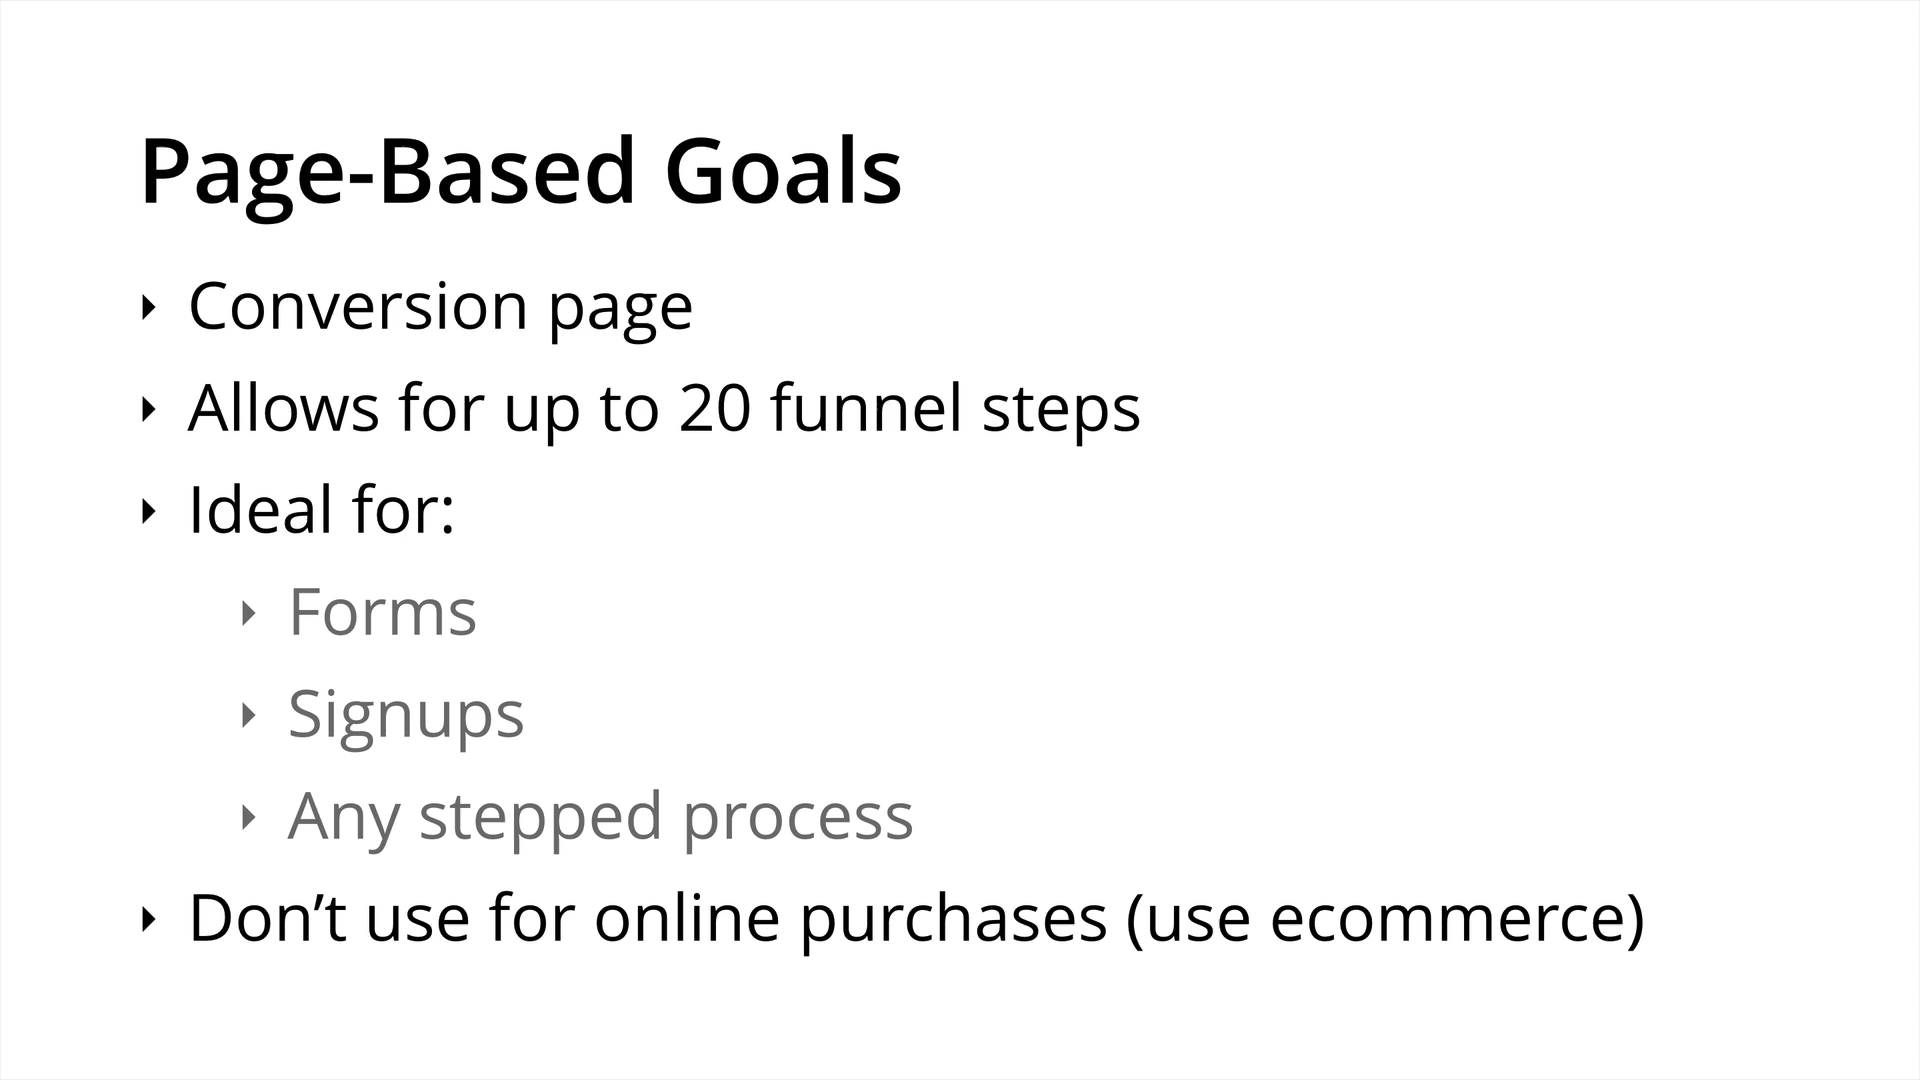 Page-Based Goals
‣ Conversion page
‣ Allows for up to 20 funnel steps
‣ Ideal for:
‣ Forms
‣ Signups
‣ Any stepped process
‣ Don’t use for online purchases (use ecommerce)